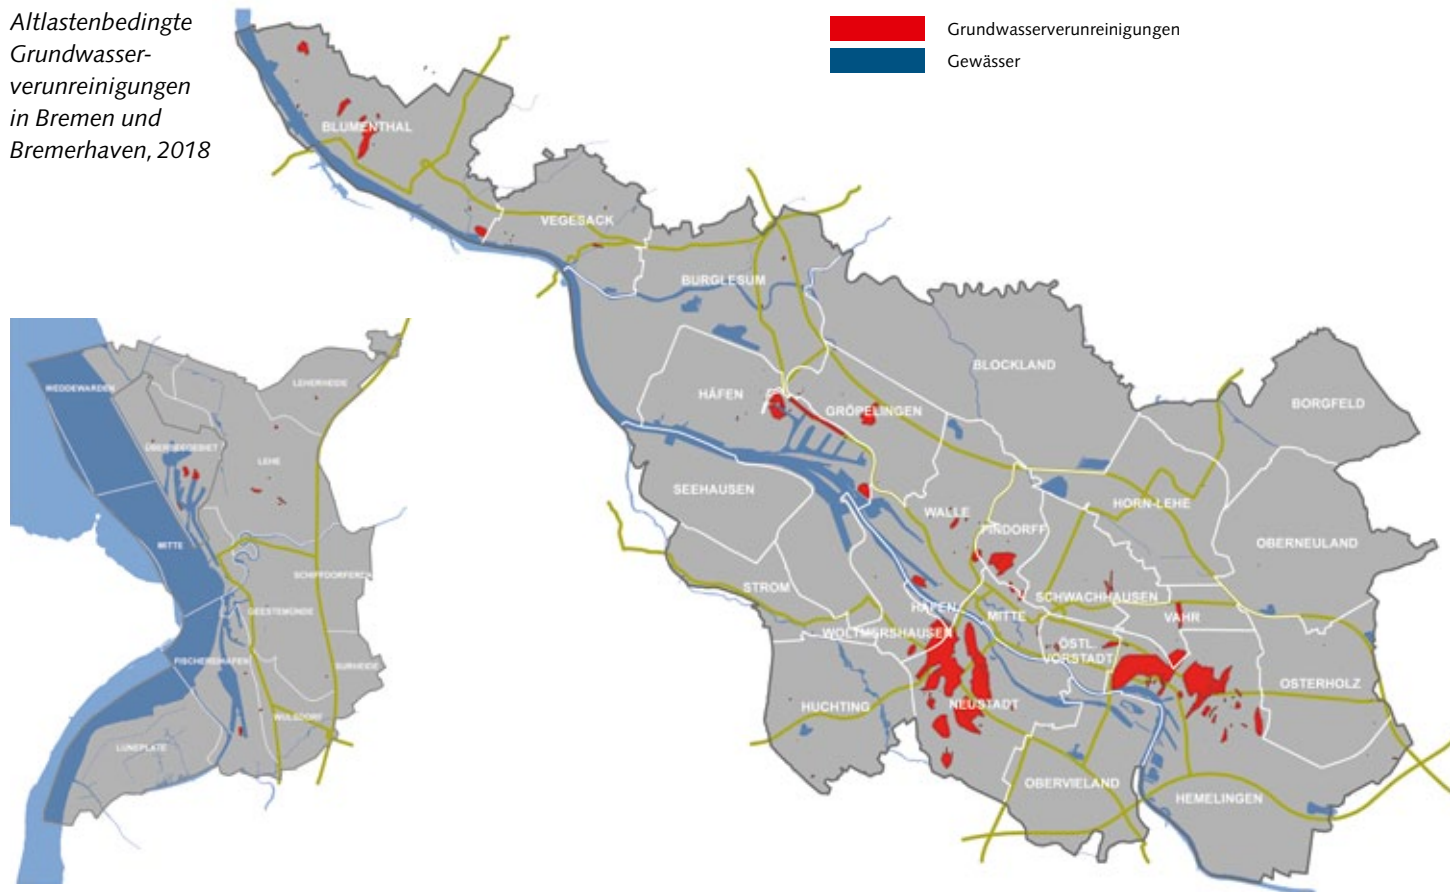 Altlastenbedingte
Grundwasser-
verunreinigungen
in Bremen und
Bremerhaven, 2018
Grundwasserverunreinigungen
Gewässer
BLUMENTHAL
VEGESACK
BURGLESUM
BLOCKLAND
HÄFEN
GRÖPELINGEN
BORGFELD
SEEHAUSEN
WALLE
HORN-LEHE
FINDORFF
OBERNEULAND
STROM
SCHWACHHAUSEN
HÄFEN
MITTE
VAHR
WOLTMERSHAUSEN
ÖSTL.
VORSTADT
OSTERHOLZ
HUCHTING
NEUSTADT
OBERVIELAND
HEMELINGEN
WEDDEWARDEN
LEHERHEIDE
ÜBERSEEGEBIET
LEHE
MITTE
SCHIFFDORFERD.
GEESTEMÜNDE
FISCHEREIHAFEN
SURHEIDE
WULSDORF
LUNEPLATE